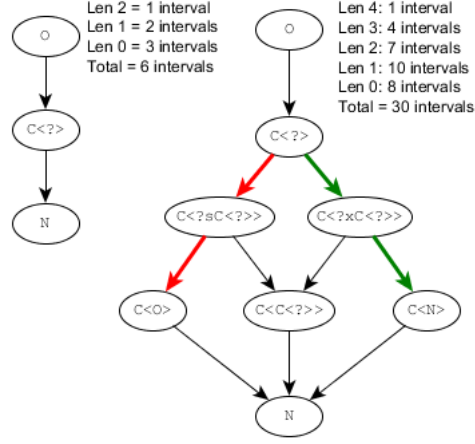 O
Len 2 = 1 interval
Len 1 = 2 intervals
Len 0 = 3 intervals
Total = 6 intervals
C<?>
N
O
Len 4: 1 interval
Len 3: 4 intervals
Len 2: 7 intervals
Len 1: 10 intervals
Len 0: 8 intervals
Total = 30 intervals
C<?>
C<?sC<?>>
C<?xC<?>>
C<O>
C<C<?>>
C<N>
N